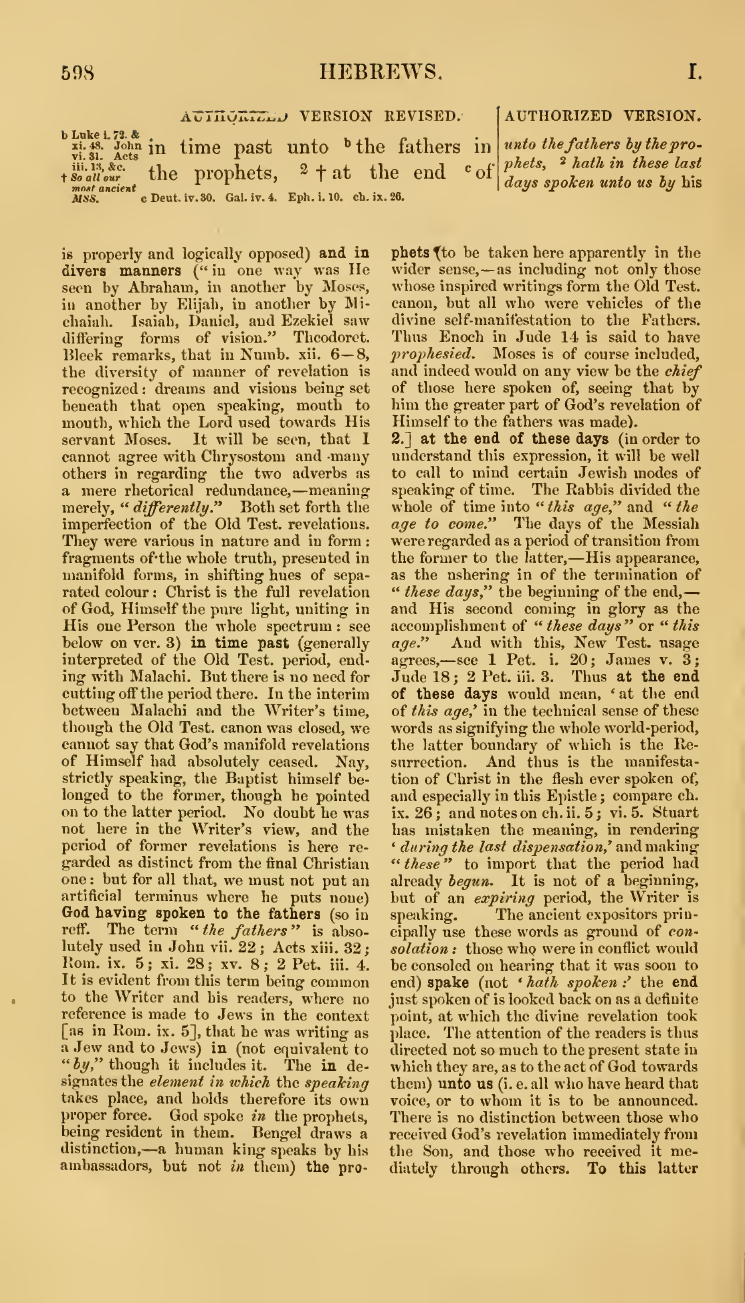 598 HEBREWS. I.
AUTHORIZED VERSION REVISED.
b Luke i. 72. &
xi. 48. John
vi. 31. Acts
iii. 13, &c.
† So all our
most ancient
MSS.
in time past unto b the fathers in
the prophets, 2 † at the end c of
c Deut. iv. 30. Gal. iv. 4. Eph. i. 10. ch. ix. 26.
AUTHORIZED VERSION.
unto the fathers by the pro-
phets, 2 hath in these last
days spoken unto us by his
is properly and logically opposed) and in
divers manners (“in one way was He
seen by Abraham, in another by Moses,
in another by Elijah, in another by Mi-
chaiah. Isaiah, Daniel, and Ezekiel saw
differing forms of vision.” Theodoret.
Bleek remarks, that in Numb. xii. 6—8,
the diversity of manner of revelation is
recognized: dreams and visions being set
beneath that open speaking, mouth to
mouth, which the Lord used towards His
servant Moses. It will be seen, that I
cannot agree with Chrysostom and many
others in regarding the two adverbs as
a mere rhetorical redundance,—meaning
merely, “differently.” Both set forth the
imperfection of the Old Test. revelations.
They were various in nature and in form:
fragments of the whole truth, presented in
manifold forms, in shifting hues of sepa-
rated colour: Christ is the full revelation
of God, Himself the pure light, uniting in
His one Person the whole spectrum: see
below on ver. 3) in time past (generally
interpreted of the Old Test. period, end-
ing with Malachi. But there is no need for
cutting off the period there. In the interim
between Malachi and the Writer’s time,
though the Old Test. canon was closed, we
cannot say that God’s manifold revelations
of Himself had absolutely ceased. Nay,
strictly speaking, the Baptist himself be-
longed to the former, though he pointed
on to the latter period. No doubt he was
not here in the Writer’s view, and the
period of former revelations is here re-
garded as distinct from the final Christian
one: but for all that, we must not put an
artificial terminus where he puts none)
God having spoken to the fathers (so in
reff. The term “the fathers” is abso-
lutely used in John vii. 22; Acts xiii. 32;
Rom. ix. 5; xi. 28; xv. 8; 2 Pet. iii. 4.
It is evident from this term being common
to the Writer and his readers, where no
reference is made to Jews in the context
[as in Rom. ix. 5], that he was writing as
a Jew and to Jews) in (not equivalent to
“by,” though it includes it. The in de-
signates the element in which the speaking
takes place, and holds therefore its own
proper force. God spoke in the prophets,
being resident in them. Bengel draws a
distinction,—a human king speaks by his
ambassadors, but not in them) the pro-
phets (to be taken here apparently in the
wider sense,—as including not only those
whose inspired writings form the Old Test.
canon, but all who were vehicles of the
divine self-manifestation to the Fathers.
Thus Enoch in Jude 14 is said to have
prophesied. Moses is of course included,
and indeed would on any view be the chief
of those here spoken of, seeing that by
him the greater part of God’s revelation of
Himself to the fathers was made).
2.] at the end of these days (in order to
understand this expression, it will be well
to call to mind certain Jewish modes of
speaking of time. The Rabbis divided the
whole of time into “this age,” and “the
age to come.” The days of the Messiah
were regarded as a period of transition from
the former to the latter,—His appearance,
as the ushering in of the termination of
“these days,” the beginning of the end,—
and His second coming in glory as the
accomplishment of “these days” or “this
age.” And with this, New Test. usage
agrees,—see 1 Pet. i. 20; James v. 3;
Jude 18; 2 Pet. iii. 3. Thus at the end
of these days would mean, ‘at the end
of this age,’ in the technical sense of these
words as signifying the whole world-period,
the latter boundary of which is the Re-
surrection. And thus is the manifesta-
tion of Christ in the flesh ever spoken of,
and especially in this Epistle; compare ch.
ix. 26; and notes on ch. ii. 5; vi. 5. Stuart
has mistaken the meaning, in rendering
‘during the last dispensation,’ and making
“these” to import that the period had
already begun. It is not of a beginning,
but of an expiring period, the Writer is
speaking. The ancient expositors prin-
cipally use these words as ground of con-
solation: those who were in conflict would
be consoled on hearing that it was soon to
end) spake (not ‘hath spoken:’ the end
just spoken of is looked back on as a definite
point, at which the divine revelation took
place. The attention of the readers is thus
directed not so much to the present state in
which they are, as to the act of God towards
them) unto us (i. e. all who have heard that
voice, or to whom it is to be announced.
There is no distinction between those who
received God’s revelation immediately from
the Son, and those who received it me-
diately through others. To this latter